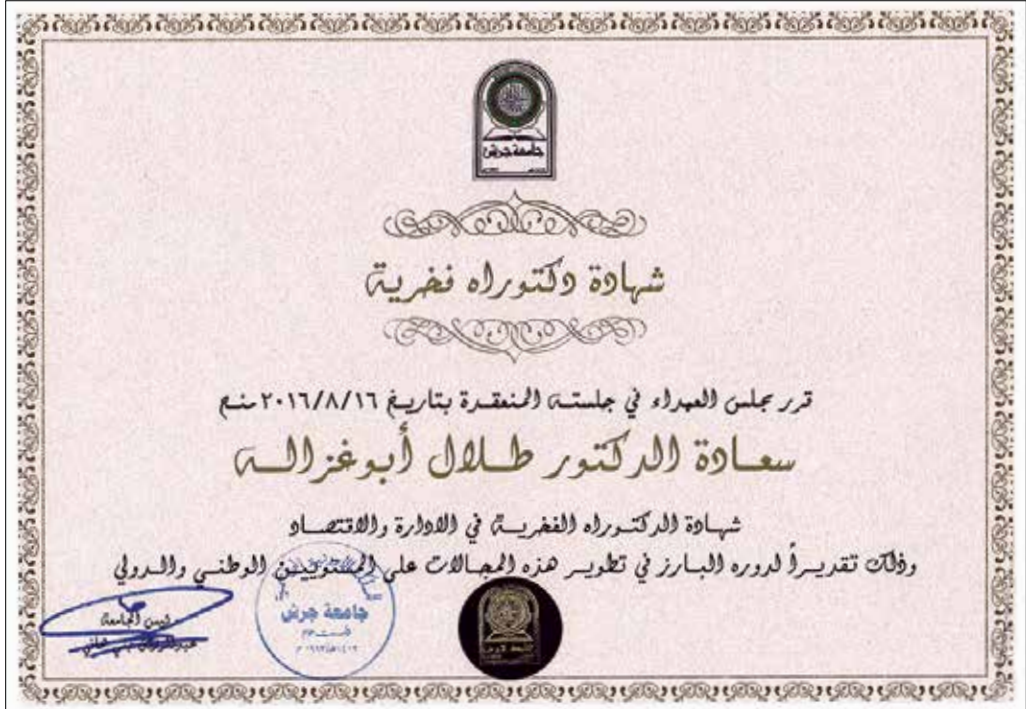 جامعة جرش
شهادة دكتوراه فخرية
قرر مجلس العمداء في جلسته المنعقدة بتاريخ ٢٠١٦/٨/١٦ منح
سعادة الدكتور طلال أبوغزاله
شهادة الدكتوراه الفخرية في الادارة والاقتصاد
وذلك تقديراً لدوره البارز في تطوير هذه المجالات على المستويين الوطني والدولي
رئيس الجامعة
جامعة جرش